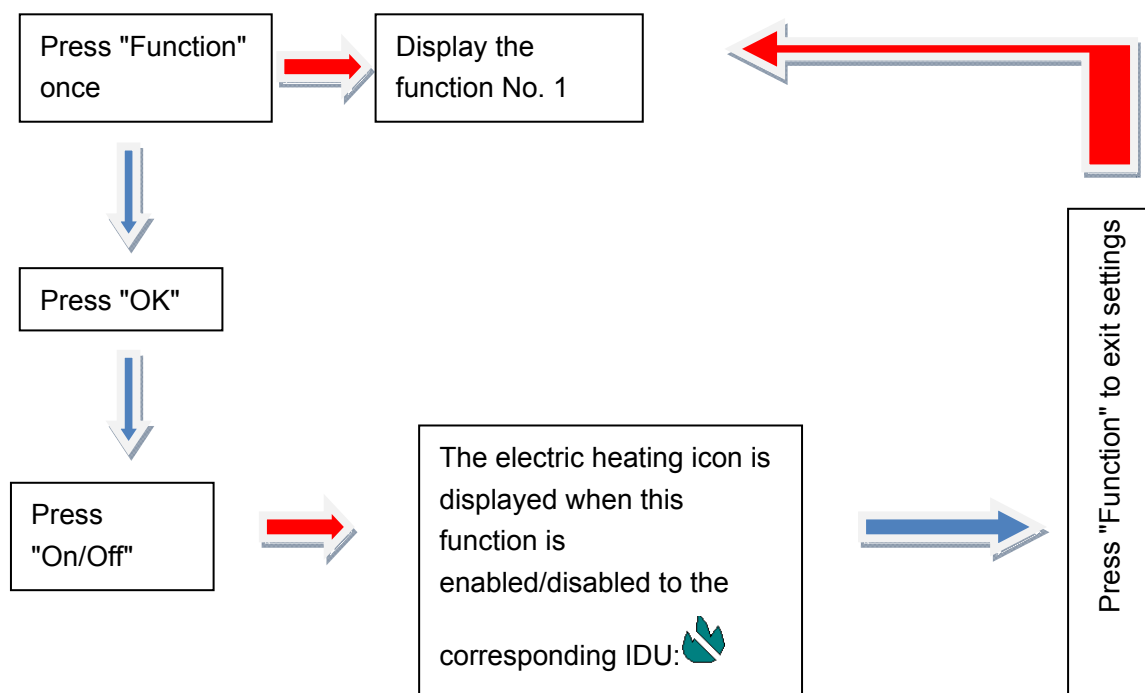 Press "Function"
once
Display the
function No. 1
Press "OK"
Press
"On/Off"
The electric heating icon is
displayed when this
function is
enabled/disabled to the
corresponding IDU:
Press "Function" to exit settings